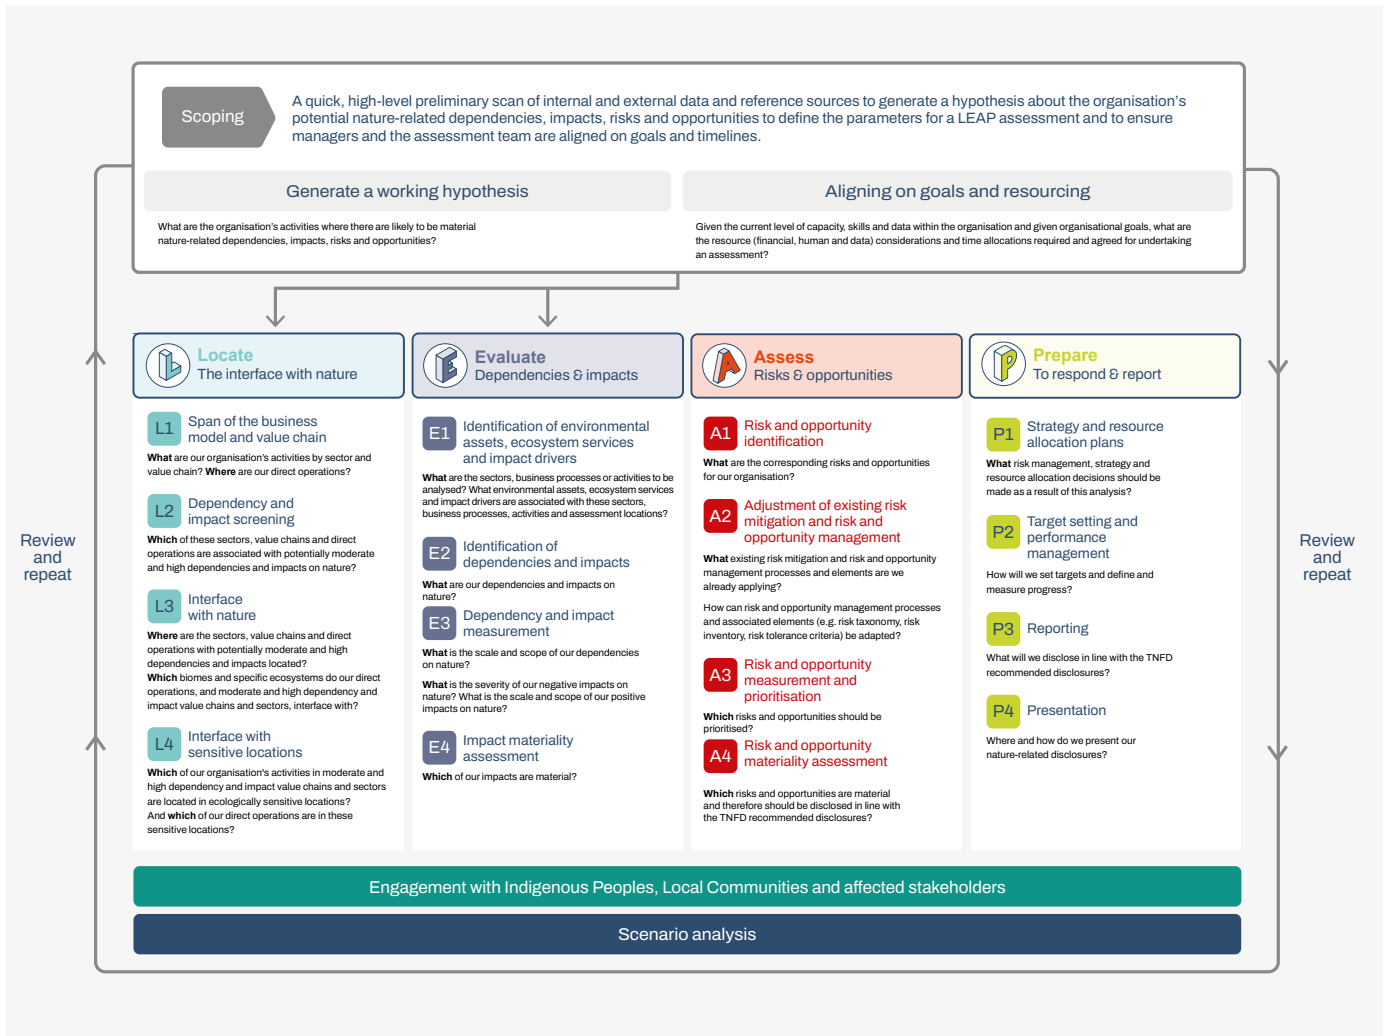 Scoping
A quick, high-level preliminary scan of internal and external data and reference sources to generate a hypothesis about the organisation's
potential nature-related dependencies, impacts, risks and opportunities to define the parameters for a LEAP assessment and to ensure
managers and the assessment team are aligned on goals and timelines.
Generate a working hypothesis
What are the organisation's activities where there are likely to be material
nature-related dependencies, impacts, risks and opportunities?
Aligning on goals and resourcing
Given the current level of capacity, skills and data within the organisation and given organisational goals, what are
the resource (financial, human and data) considerations and time allocations required and agreed for undertaking
an assessment?
Review
and
repeat
L
Locate
The interface with nature
L1
Span of the business
model and value chain
What are our organisation's activities by sector and
value chain? Where are our direct operations?
L2
Dependency and
impact screening
Which of these sectors, value chains and direct
operations are associated with potentially moderate
and high dependencies and impacts on nature?
L3
Interface
with nature
Where are the sectors, value chains and direct
operations with potentially moderate and high
dependencies and impacts located?
Which biomes and specific ecosystems do our direct
operations, and moderate and high dependency and
impact value chains and sectors, interface with?
L4
Interface with
sensitive locations
Which of our organisation's activities in moderate and
high dependency and impact value chains and sectors
are located in ecologically sensitive locations?
And which of our direct operations are in these
sensitive locations?
E
Evaluate
Dependencies & impacts
E1
Identification of environmental
assets, ecosystem services
and impact drivers
What are the sectors, business processes or activities to be
analysed? What environmental assets, ecosystem services
and impact drivers are associated with these sectors,
business processes, activities and assessment locations?
E2
Identification of
dependencies and impacts
What are our dependencies and impacts on
nature?
E3
Dependency and impact
measurement
What is the scale and scope of our dependencies
on nature?
What is the severity of our negative impacts on
nature? What is the scale and scope of our positive
impacts on nature?
E4
Impact materiality
assessment
Which of our impacts are material?
A
Assess
Risks & opportunities
A1
Risk and opportunity
identification
What are the corresponding risks and opportunities
for our organisation?
A2
Adjustment of existing risk
mitigation and risk and
opportunity management
What existing risk mitigation and risk and opportunity
management processes and elements are we
already applying?
How can risk and opportunity management processes
and associated elements (e.g. risk taxonomy, risk
inventory, risk tolerance criteria) be adapted?
A3
Risk and opportunity
measurement and
prioritisation
Which risks and opportunities should be
prioritised?
A4
Risk and opportunity
materiality assessment
Which risks and opportunities are material
and therefore should be disclosed in line with
the TNFD recommended disclosures?
P
Prepare
To respond & report
P1
Strategy and resource
allocation plans
What risk management, strategy and
resource allocation decisions should be
made as a result of this analysis?
P2
Target setting and
performance
management
How will we set targets and define and
measure progress?
P3
Reporting
What will we disclose in line with the TNFD
recommended disclosures?
P4
Presentation
Where and how do we present our
nature-related disclosures?
Review
and
repeat
Engagement with Indigenous Peoples, Local Communities and affected stakeholders
Scenario analysis